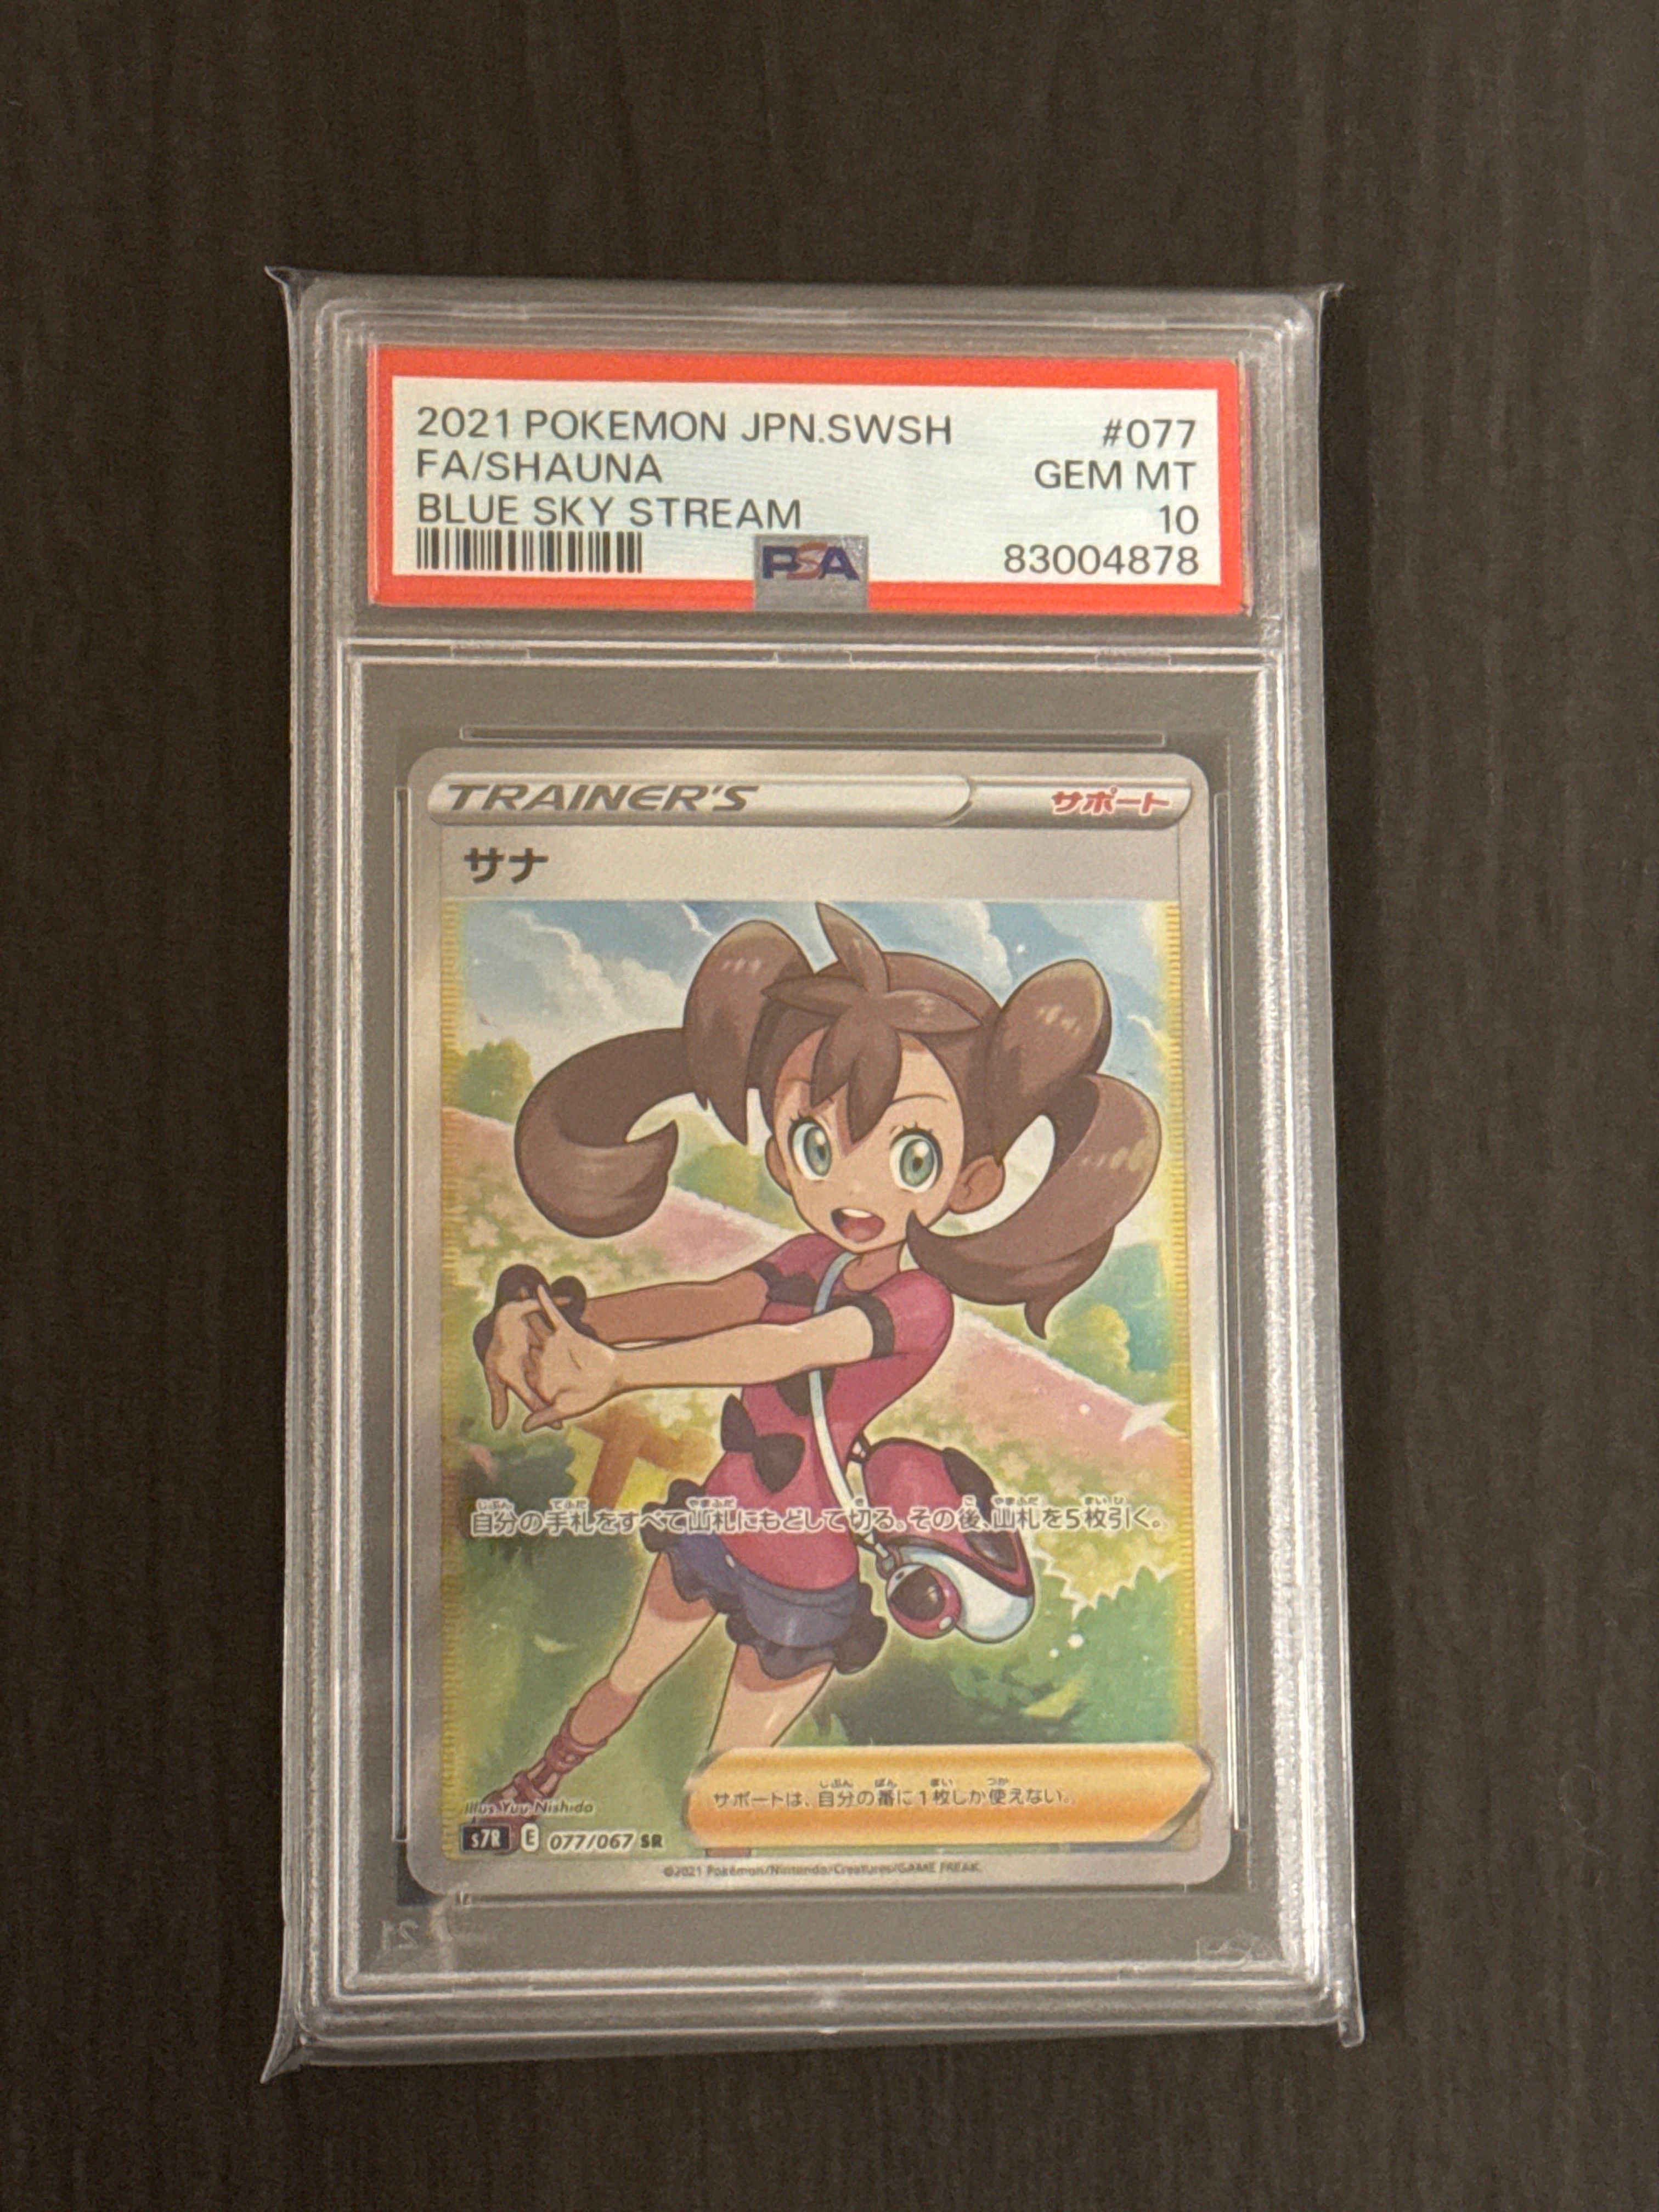 2021 POKEMON JPN.SWSH #077
FA/SHAUNA GEM MT
BLUE SKY STREAM 10
PSA 83004878
TRAINER'S サポート
サナ
自分の手札をすべて山札にもどして切る。その後、山札を5枚引く。
サポートは、自分の番に1枚しか使えない。
Illus. Yuu Nishida
s7R E 077/067 SR
©2021 Pokémon/Nintendo/Creatures/GAME FREAK.